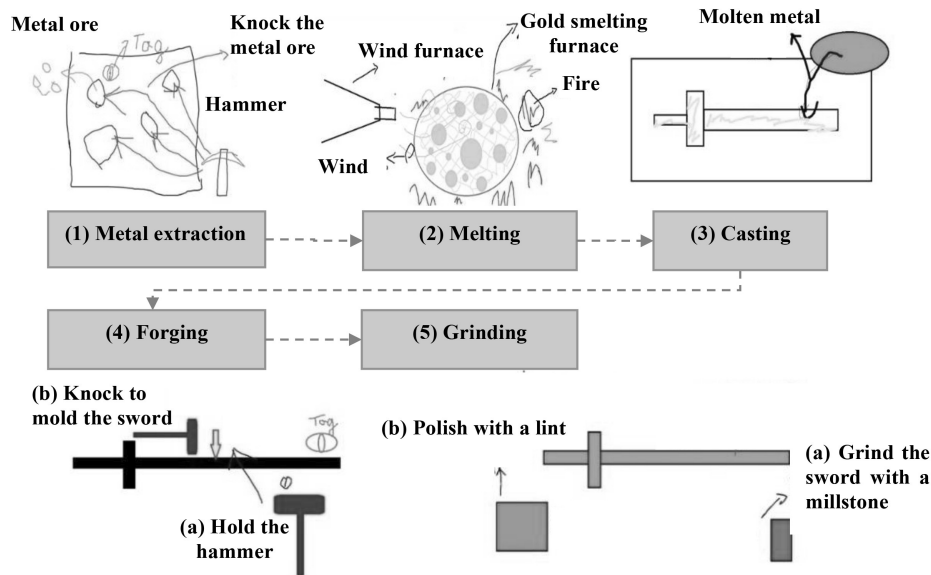 Metal ore
Tag
Knock the
metal ore
Hammer
Wind furnace
Gold smelting
furnace
Fire
Wind
Molten metal
(1) Metal extraction
(2) Melting
(3) Casting
(4) Forging
(5) Grinding
(b) Knock to
mold the sword
Tag
(a) Hold the
hammer
(b) Polish with a lint
(a) Grind the
sword with a
millstone